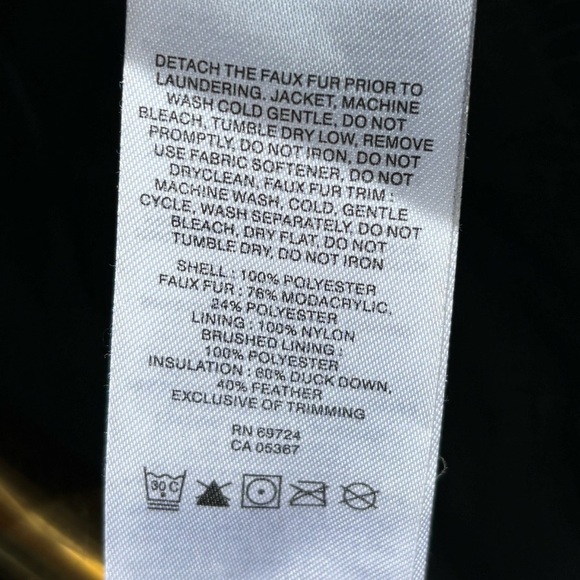 DETACH THE FAUX FUR PRIOR TO
LAUNDERING. JACKET, MACHINE
WASH COLD GENTLE, DO NOT
BLEACH, TUMBLE DRY LOW, REMOVE
PROMPTLY, DO NOT IRON, DO NOT
USE FABRIC SOFTENER, DO NOT
DRYCLEAN, FAUX FUR TRIM :
MACHINE WASH, COLD, GENTLE
CYCLE, WASH SEPARATELY, DO NOT
BLEACH, DRY FLAT, DO NOT
TUMBLE DRY, DO NOT IRON
SHELL : 100% POLYESTER
FAUX FUR : 76% MODACRYLIC,
24% POLYESTER
LINING : 100% NYLON
BRUSHED LINING :
100% POLYESTER
INSULATION : 60% DUCK DOWN,
40% FEATHER
EXCLUSIVE OF TRIMMING
RN 69724
CA 05367
30 C